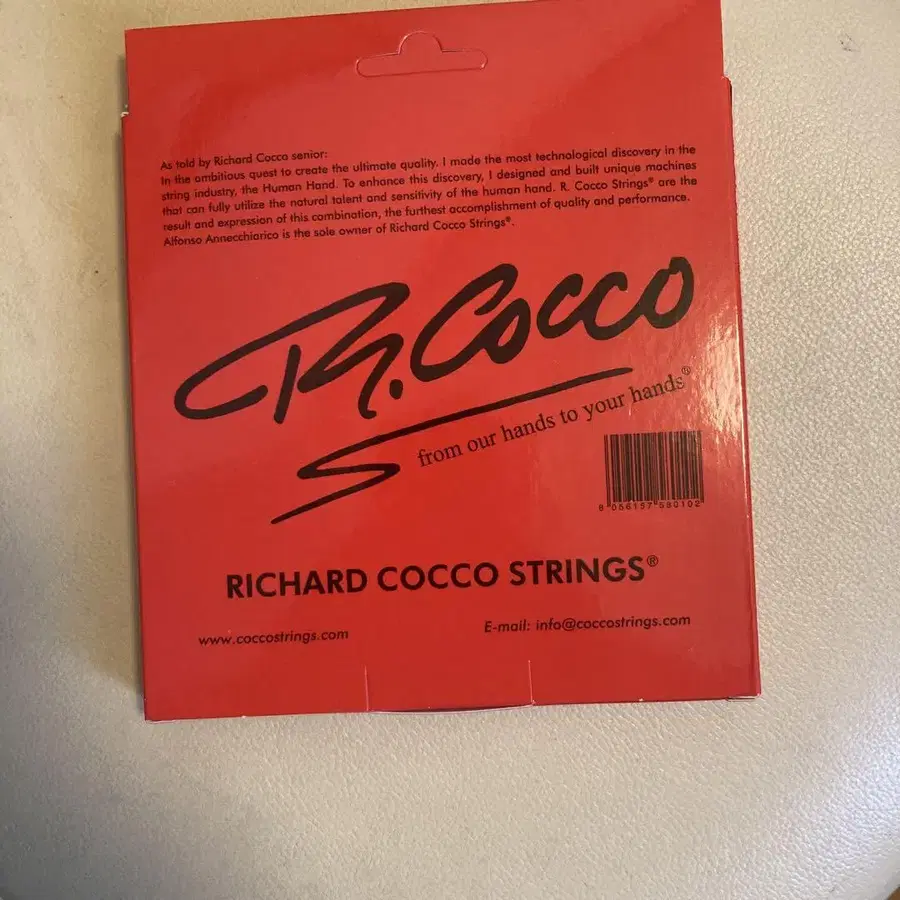 As told by Richard Cocco senior:
In the ambitious quest to create the ultimate quality. I made the most technological discovery in the
string industry, the Human Hand. To enhance this discovery, I designed and built unique machines
that can fully utilize the natural talent and sensitivity of the human hand. R. Cocco Strings® are the
result and expression of this combination, the furthest accomplishment of quality and performance.
Alfonso Annecchiarico is the sole owner of Richard Cocco Strings®.
R. Cocco
from our hands to your hands®
8 056157 580102
RICHARD COCCO STRINGS®
www.coccostrings.com
E-mail: info@coccostrings.com